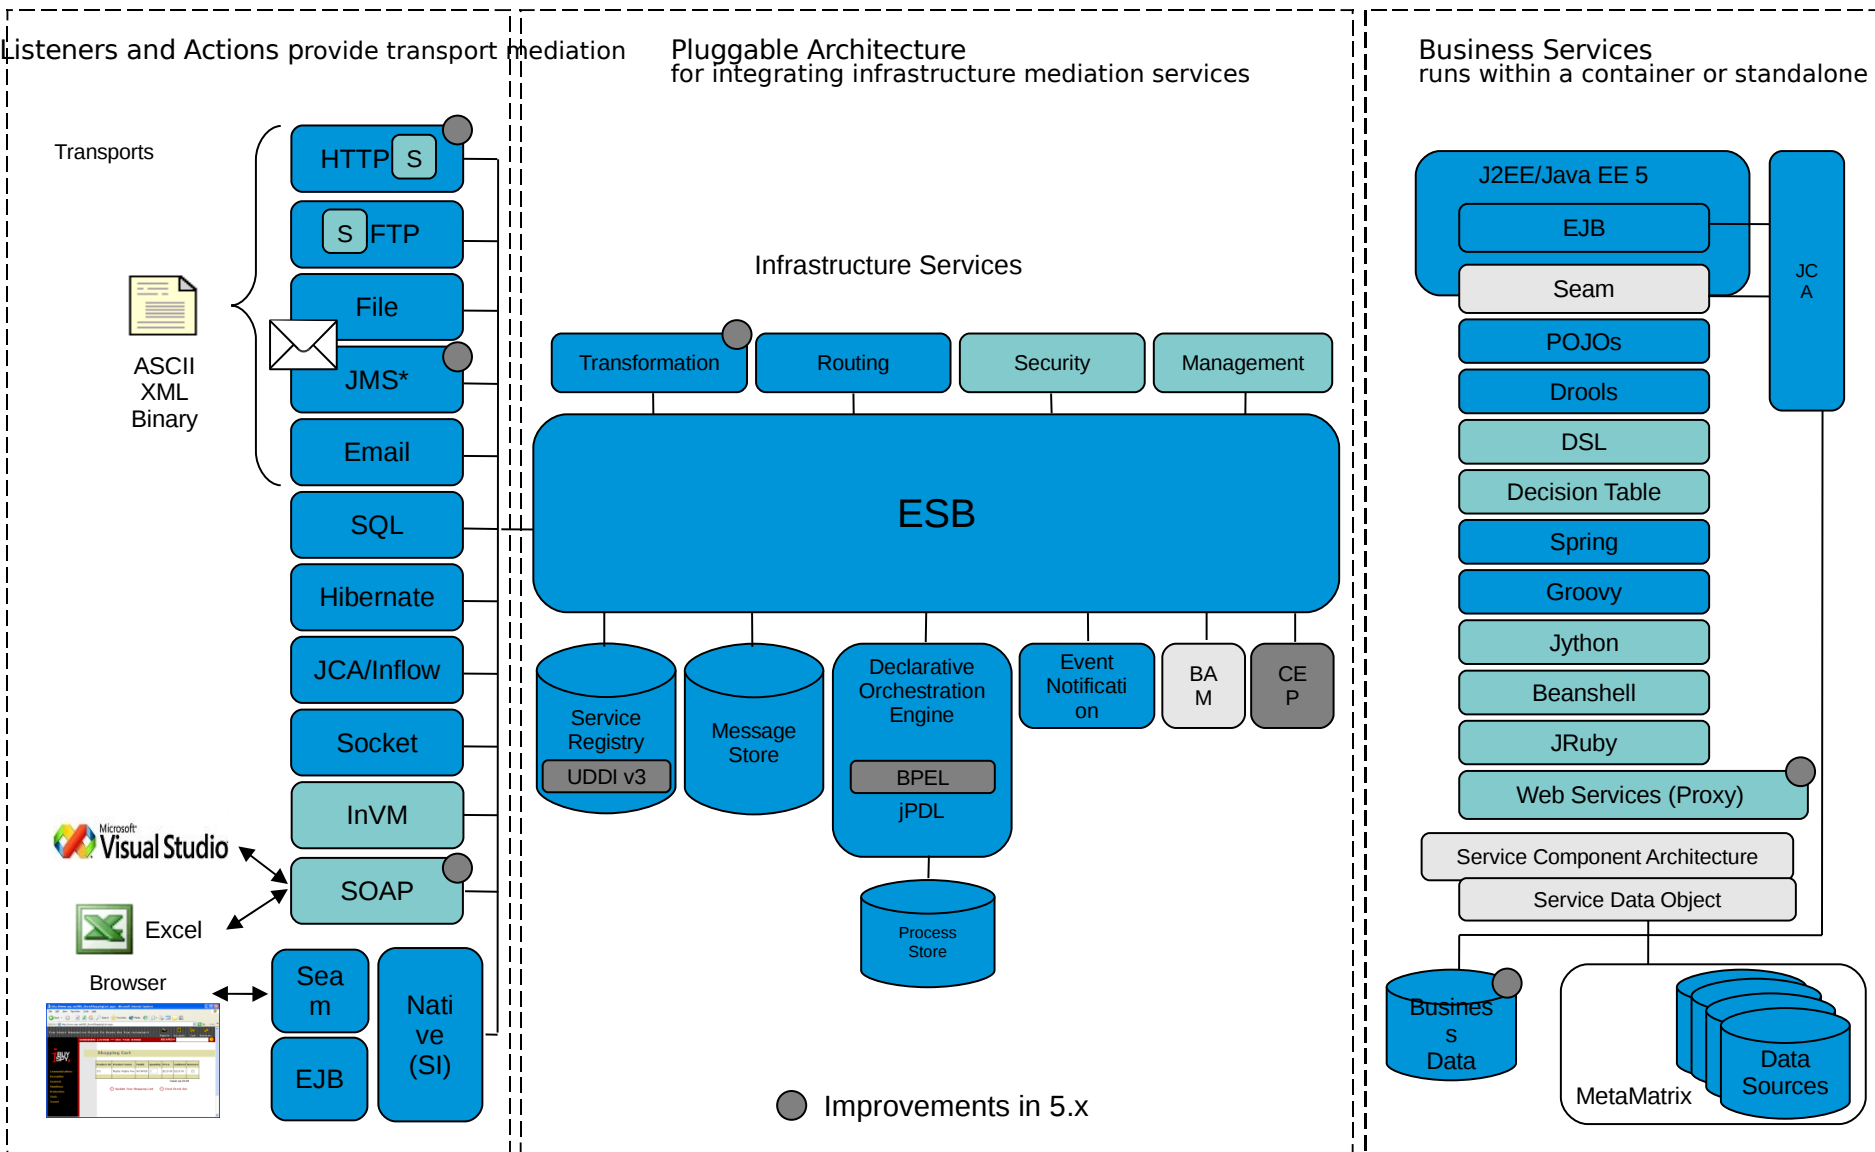 Listeners and Actions provide transport mediation
Transports
HTTP S
S FTP
File
JMS*
Email
SQL
Hibernate
JCA/Inflow
Socket
InVM
SOAP
ASCII
XML
Binary
Microsoft
Visual Studio
Excel
Browser
Sea
m
EJB
Nati
ve
(SI)
Shopping Cart
Pluggable Architecture
for integrating infrastructure mediation services
Infrastructure Services
Transformation
Routing
Security
Management
ESB
Service
Registry
UDDI v3
Message
Store
Declarative
Orchestration
Engine
BPEL
jPDL
Process
Store
Event
Notificati
on
BA
M
CE
P
Improvements in 5.x
Business Services
runs within a container or standalone
J2EE/Java EE 5
EJB
Seam
JC
A
POJOs
Drools
DSL
Decision Table
Spring
Groovy
Jython
Beanshell
JRuby
Web Services (Proxy)
Service Component Architecture
Service Data Object
Busines
s
Data
MetaMatrix
Data
Sources